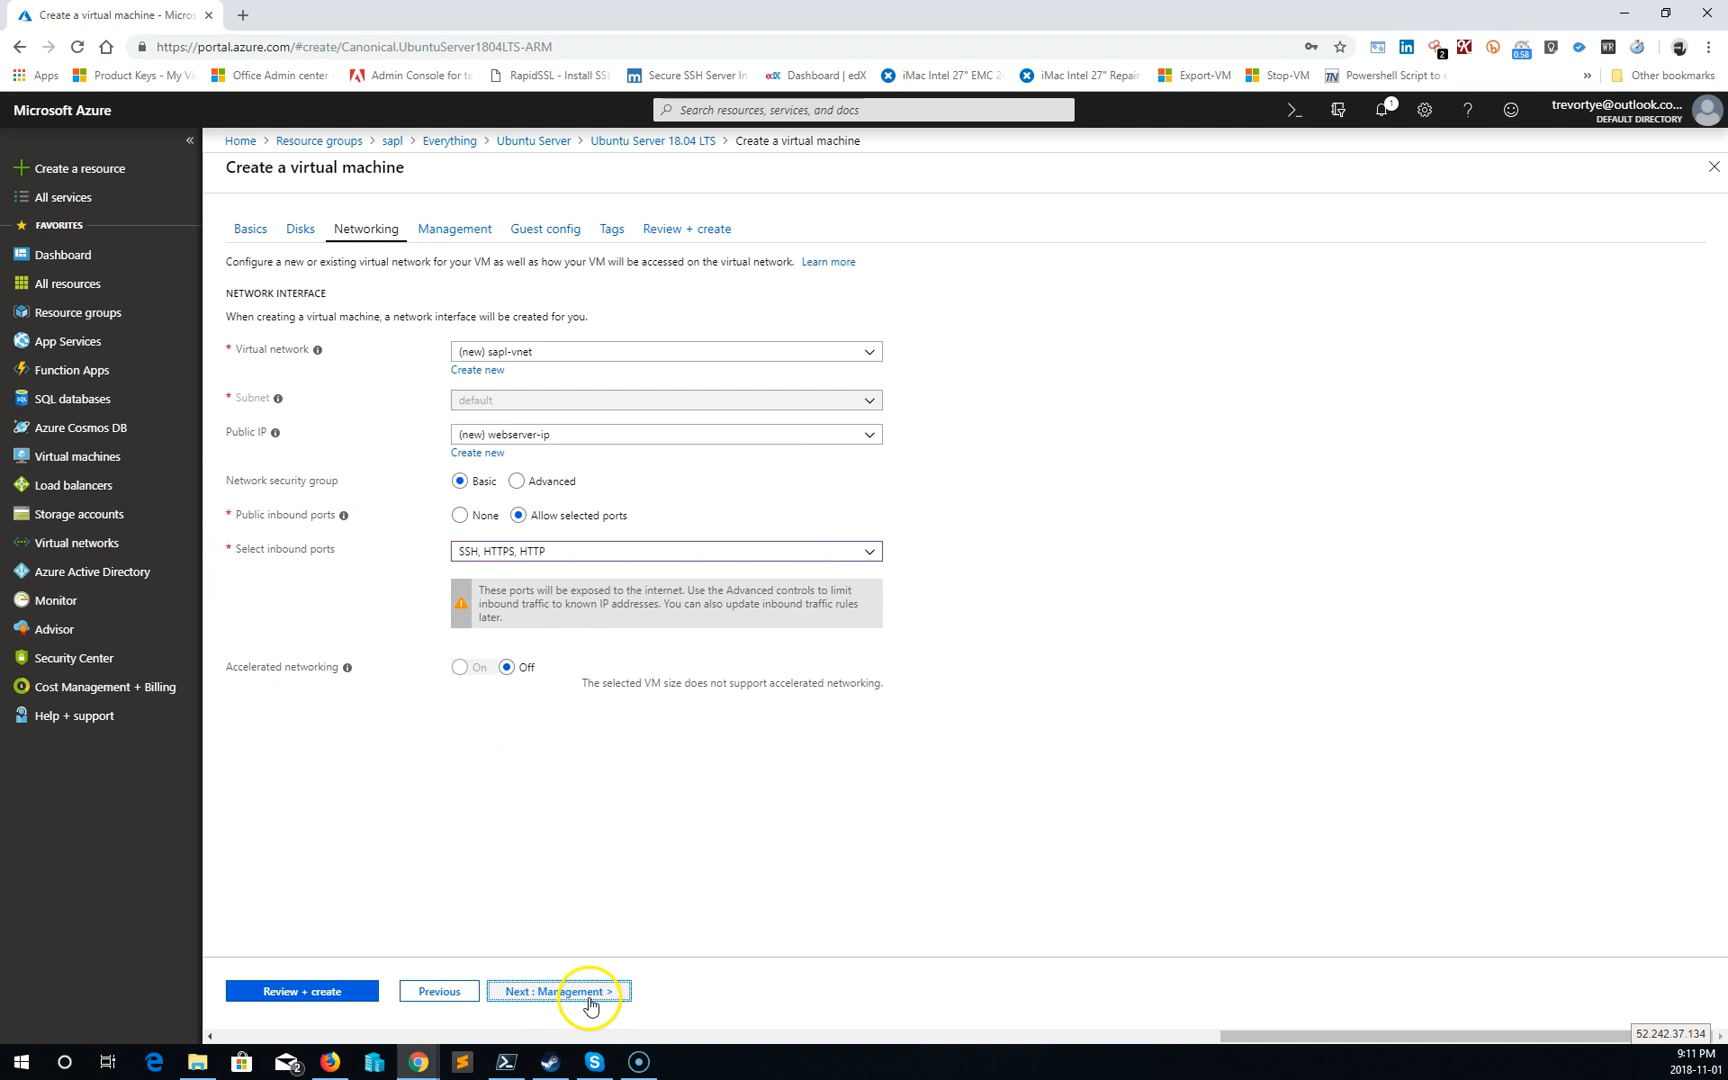 Create a virtual machine - Micros
https://portal.azure.com/#create/Canonical.UbuntuServer1804LTS-ARM
2
0.58
WR
Apps
Product Keys - My Vi
Office Admin center -
Admin Console for te
RapidSSL - Install SSL
Secure SSH Server In
edX Dashboard | edX
iMac Intel 27" EMC 2
iMac Intel 27" Repair
Export-VM
Stop-VM
TN Powershell Script to e
» Other bookmarks
Microsoft Azure
Search resources, services, and docs
1
trevortye@outlook.co...
DEFAULT DIRECTORY
Home > Resource groups > sapl > Everything > Ubuntu Server > Ubuntu Server 18.04 LTS > Create a virtual machine
Create a virtual machine
Create a resource
All services
FAVORITES
Dashboard
All resources
Resource groups
App Services
Function Apps
SQL databases
Azure Cosmos DB
Virtual machines
Load balancers
Storage accounts
Virtual networks
Azure Active Directory
Monitor
Advisor
Security Center
Cost Management + Billing
Help + support
Basics Disks Networking Management Guest config Tags Review + create
Configure a new or existing virtual network for your VM as well as how your VM will be accessed on the virtual network. Learn more
NETWORK INTERFACE
When creating a virtual machine, a network interface will be created for you.
* Virtual network
(new) sapl-vnet
Create new
* Subnet
default
Public IP
(new) webserver-ip
Create new
Network security group
Basic Advanced
* Public inbound ports
None Allow selected ports
* Select inbound ports
SSH, HTTPS, HTTP
These ports will be exposed to the internet. Use the Advanced controls to limit
inbound traffic to known IP addresses. You can also update inbound traffic rules
later.
Accelerated networking
On Off
The selected VM size does not support accelerated networking.
Review + create
Previous
Next : Management >
52.242.37.134
2
9:11 PM
2018-11-01